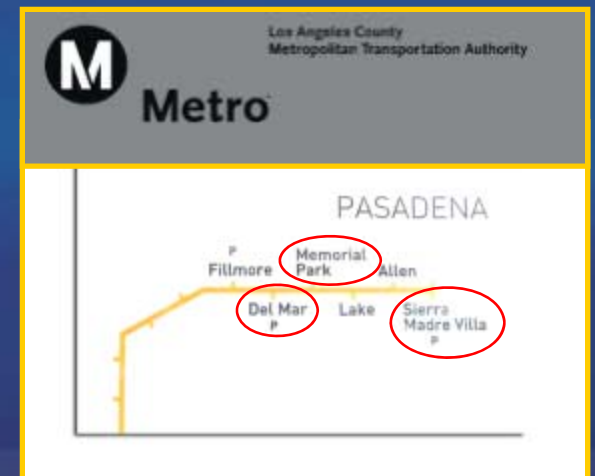 Los Angeles County
Metropolitan Transportation Authority
M
Metro
PASADENA
P
Fillmore
Memorial
Park
Allen
Del Mar
P
Lake
Sierra
Madre Villa
P